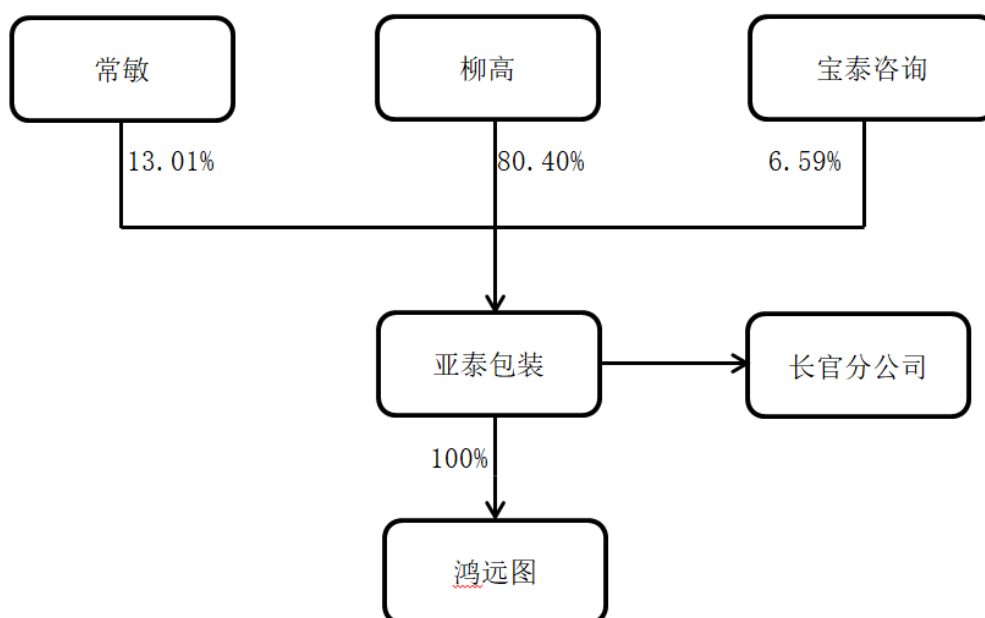 常敏
柳高
宝泰咨询
13.01%
80.40%
6.59%
亚泰包装
长官分公司
100%
鸿远图